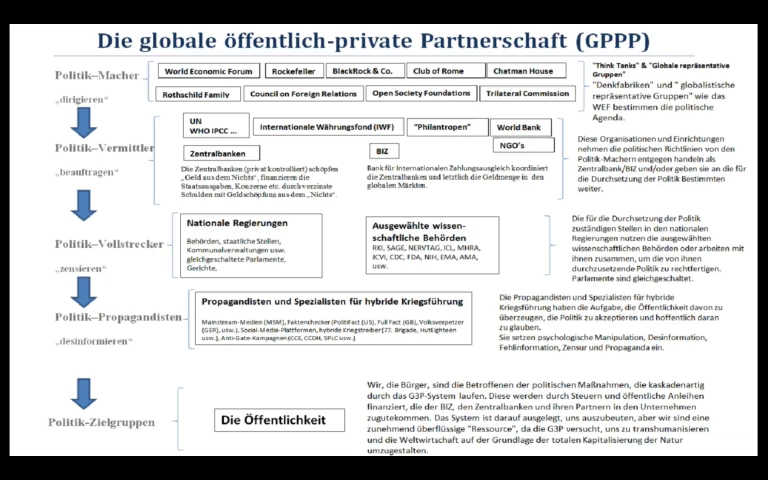 Die globale öffentlich-private Partnerschaft (GPPP)
Politik–Macher
„dirigieren“
World Economic Forum
Rockefeller
BlackRock & Co.
Club of Rome
Chatman House
Rothschild Family
Council on Foreign Relations
Open Society Foundations
Trilateral Commission
"Think Tanks" & "Globale repräsentative
Gruppen"
"Denkfabriken" und " globalistische
repräsentative Gruppen" wie das
WEF bestimmen die politische
Agenda.
Politik–Vermittler
„beauftragen“
UN
WHO IPCC ...
Internationale Währungsfond (IWF)
"Philantropen"
World Bank
Zentralbanken
BIZ
NGO's
Die Zentralbanken (privat kontrolliert) schöpfen
„Geld aus dem Nichts“, finanzieren die
Staatsausgaben, Konzerne etc. durch verzinste
Schulden mit Geldschöpfung aus dem „Nichts“.
Bank für Internationalen Zahlungsausgleich koordiniert
die Zentralbanken und letztlich die Geldmenge in den
globalen Märkten.
Diese Organisationen und Einrichtungen
nehmen die politischen Richtlinien von den
Politik-Machern entgegen handeln als
Zentralbank/BIZ und/oder geben sie an die für
die Durchsetzung der Politik Bestimmten
weiter.
Politik–Vollstrecker
„zensieren“
Nationale Regierungen
Behörden, staatliche Stellen,
Kommunalverwaltungen usw.
gleichgeschaltete Parlamente,
Gerichte,
Ausgewählte wissen-
schaftliche Behörden
RKI, SAGE, NERVTAG, ICL, MHRA,
JCVI, CDC, FDA, NIH, EMA, AMA,
usw.
Die für die Durchsetzung der Politik
zuständigen Stellen in den nationalen
Regierungen nutzen die ausgewählten
wissenschaftlichen Behörden oder arbeiten mit
ihnen zusammen, um die von ihnen
durchzusetzende Politik zu rechtfertigen.
Parlamente sind gleichgeschaltet.
Politik–Propagandisten
„desinformieren“
Propagandisten und Spezialisten für hybride Kriegsführung
Mainstream-Medien (MSM), Faktenchecker (PolitiFact (US), Full Fact (GB), Volksverpetzer
(GER), usw.), Social-Media-Plattformen, hybride Kriegstreiber (77. Brigade, HutEighteen
usw.), Anti-Gate-Kampagnen (CCE, CCDH, SPLC usw.)
Die Propagandisten und Spezialisten für hybride
Kriegsführung haben die Aufgabe, die Öffentlichkeit davon zu
überzeugen, die Politik zu akzeptieren und hoffentlich daran
zu glauben.
Sie setzen psychologische Manipulation, Desinformation,
Fehlinformation, Zensur und Propaganda ein.
Politik-Zielgruppen
Die Öffentlichkeit
Wir, die Bürger, sind die Betroffenen der politischen Maßnahmen, die kaskadenartig
durch das G3P-System laufen. Diese werden durch Steuern und öffentliche Anleihen
finanziert, die der BIZ, den Zentralbanken und ihren Partnern in den Unternehmen
zugutekommen. Das System ist darauf ausgelegt, uns auszubeuten, aber wir sind eine
zunehmend überflüssige "Ressource", da die G3P versucht, uns zu transhumanisieren
und die Weltwirtschaft auf der Grundlage der totalen Kapitalisierung der Natur
umzugestalten.